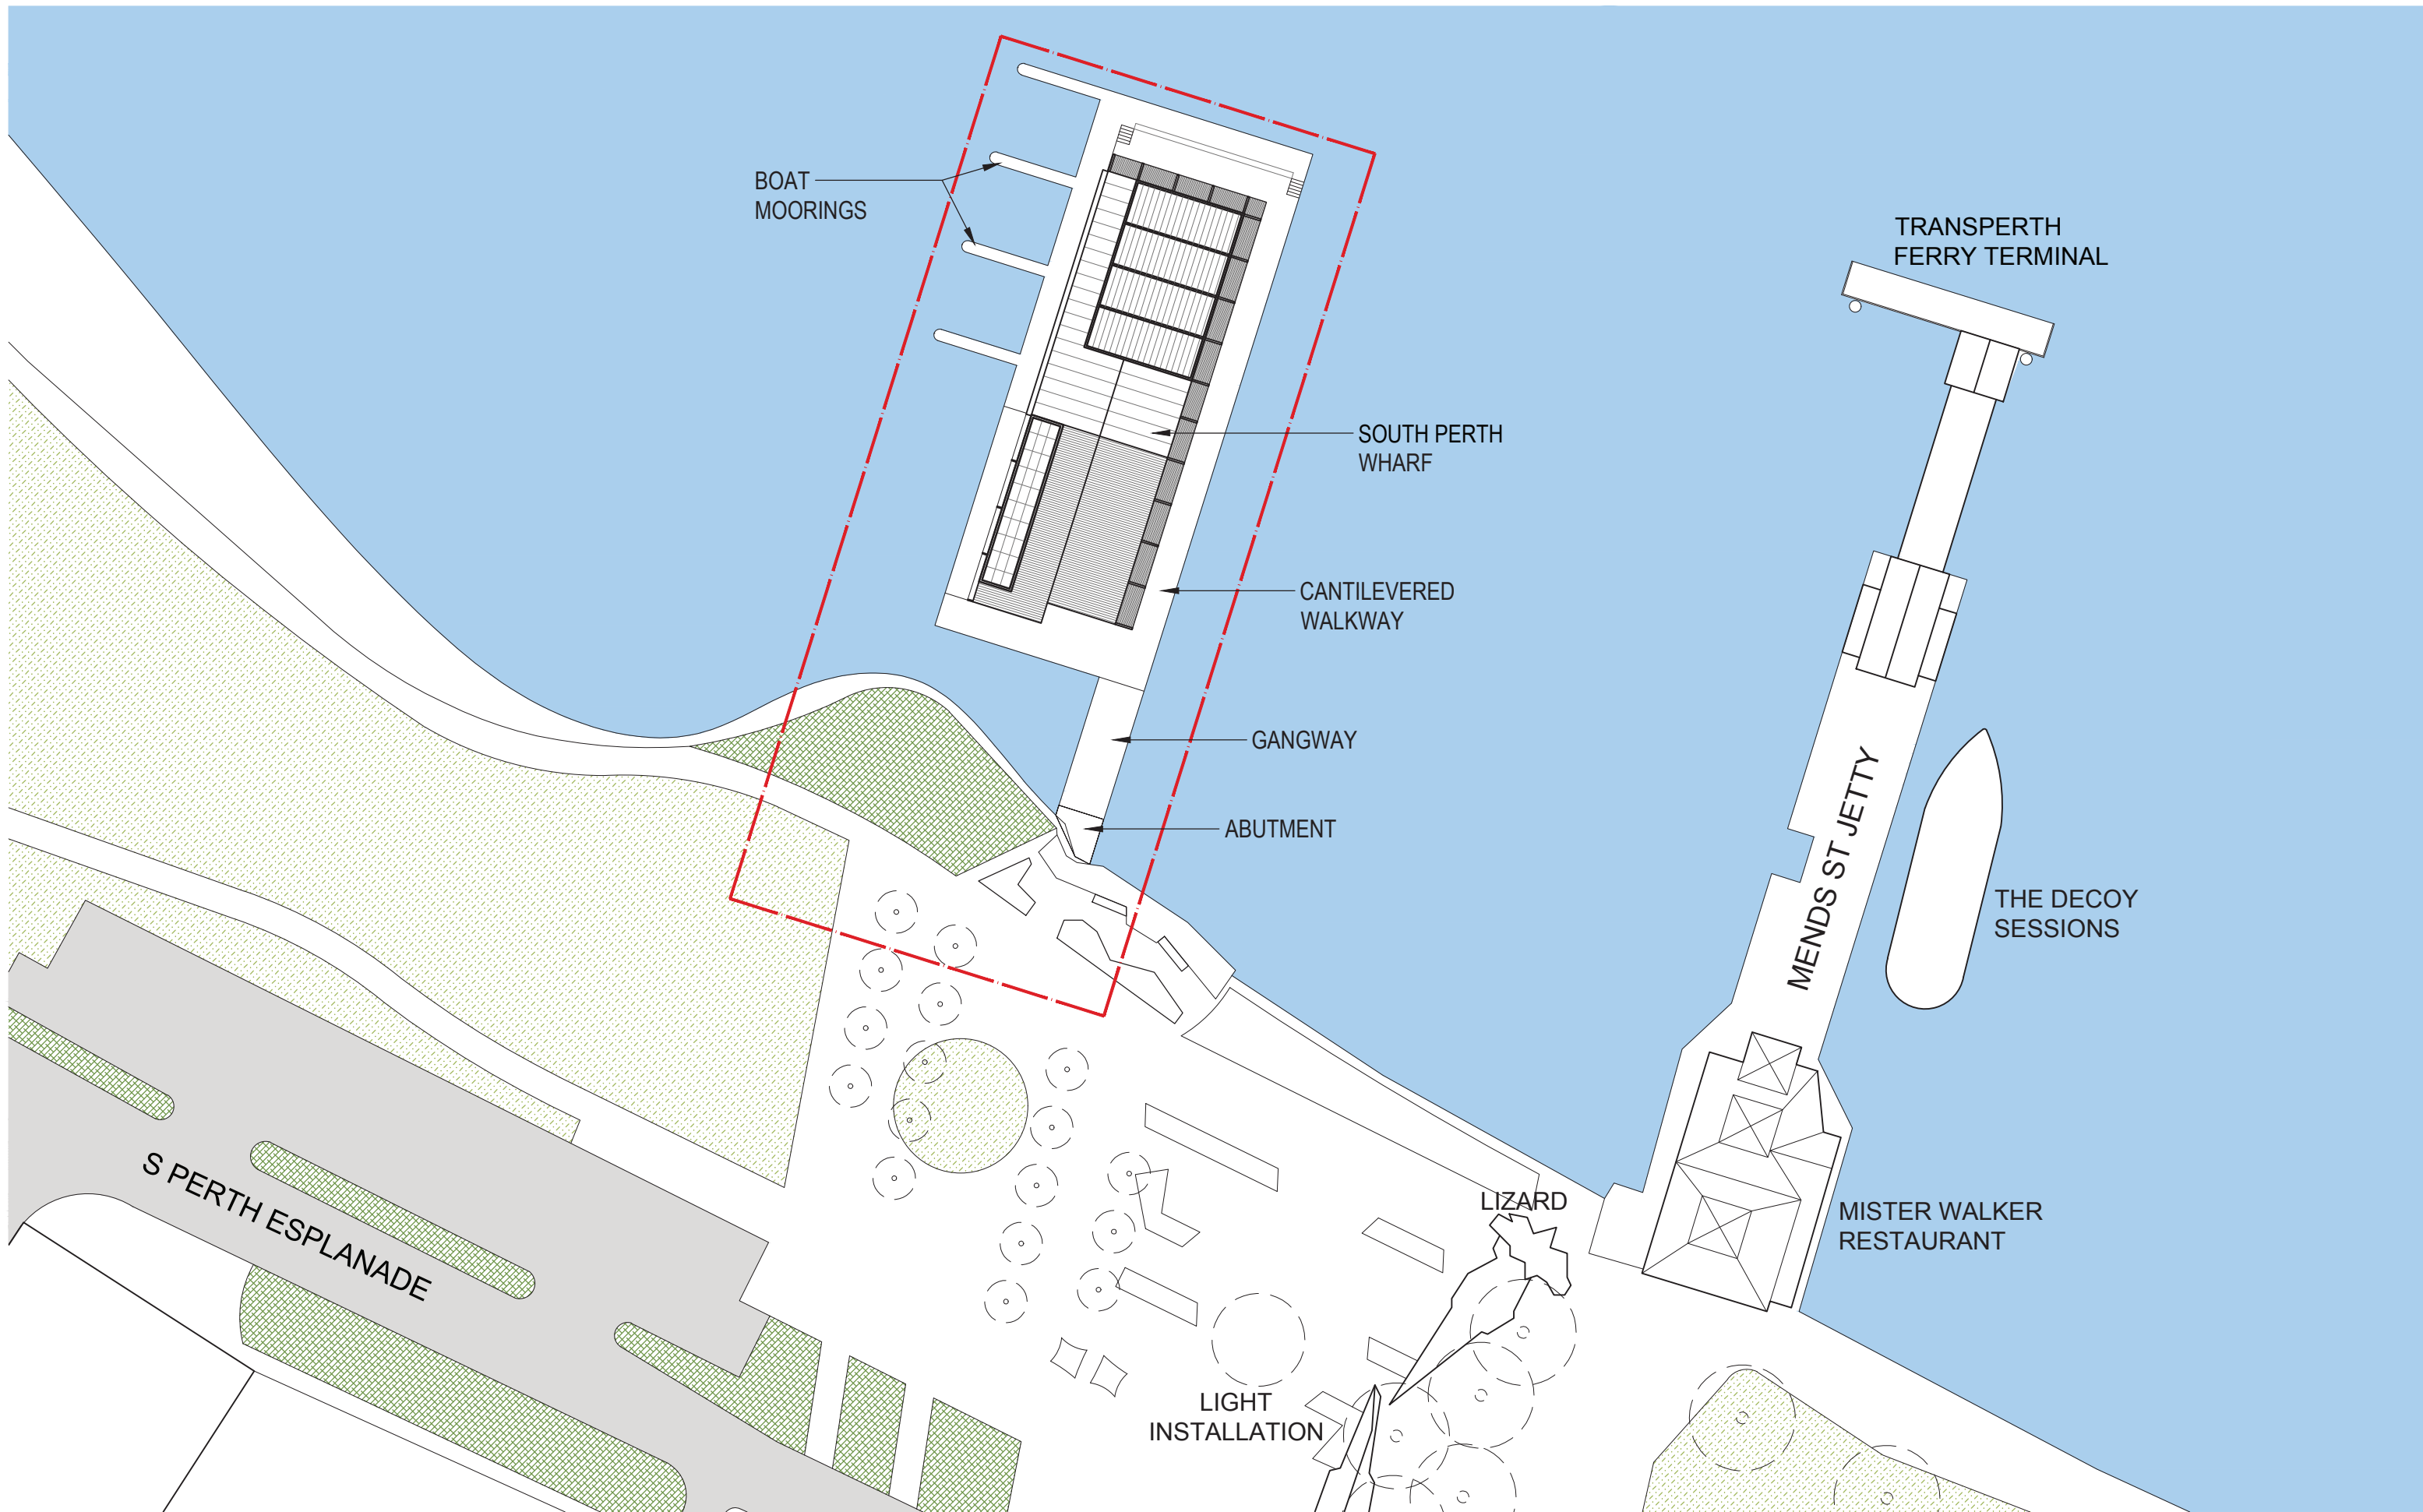 BOAT
MOORINGS
TRANSPERTH
FERRY TERMINAL
SOUTH PERTH
WHARF
CANTILEVERED
WALKWAY
GANGWAY
ABUTMENT
MENDS ST JETTY
THE DECOY
SESSIONS
S PERTH ESPLANADE
LIZARD
MISTER WALKER
RESTAURANT
LIGHT
INSTALLATION